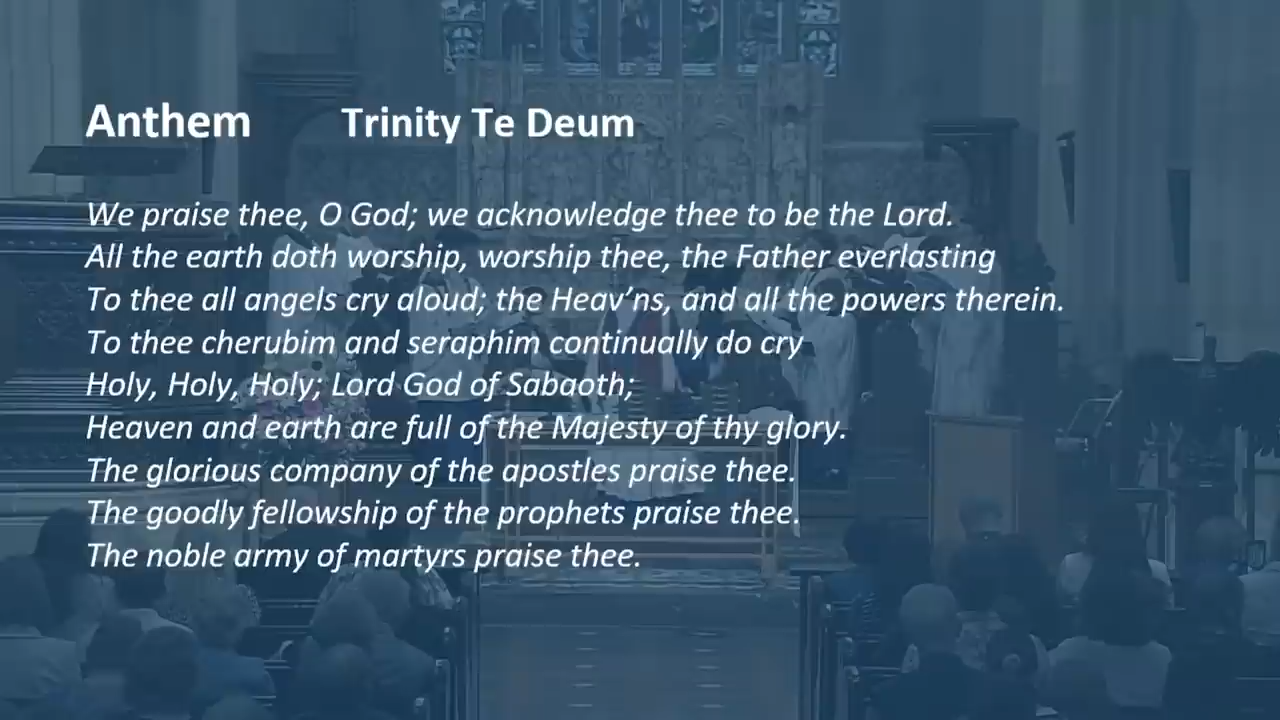 Anthem Trinity Te Deum
We praise thee, O God; we acknowledge thee to be the Lord.
All the earth doth worship, worship thee, the Father everlasting
To thee all angels cry aloud; the Heav’ns, and all the powers therein.
To thee cherubim and seraphim continually do cry
Holy, Holy, Holy; Lord God of Sabaoth;
Heaven and earth are full of the Majesty of thy glory.
The glorious company of the apostles praise thee.
The goodly fellowship of the prophets praise thee.
The noble army of martyrs praise thee.